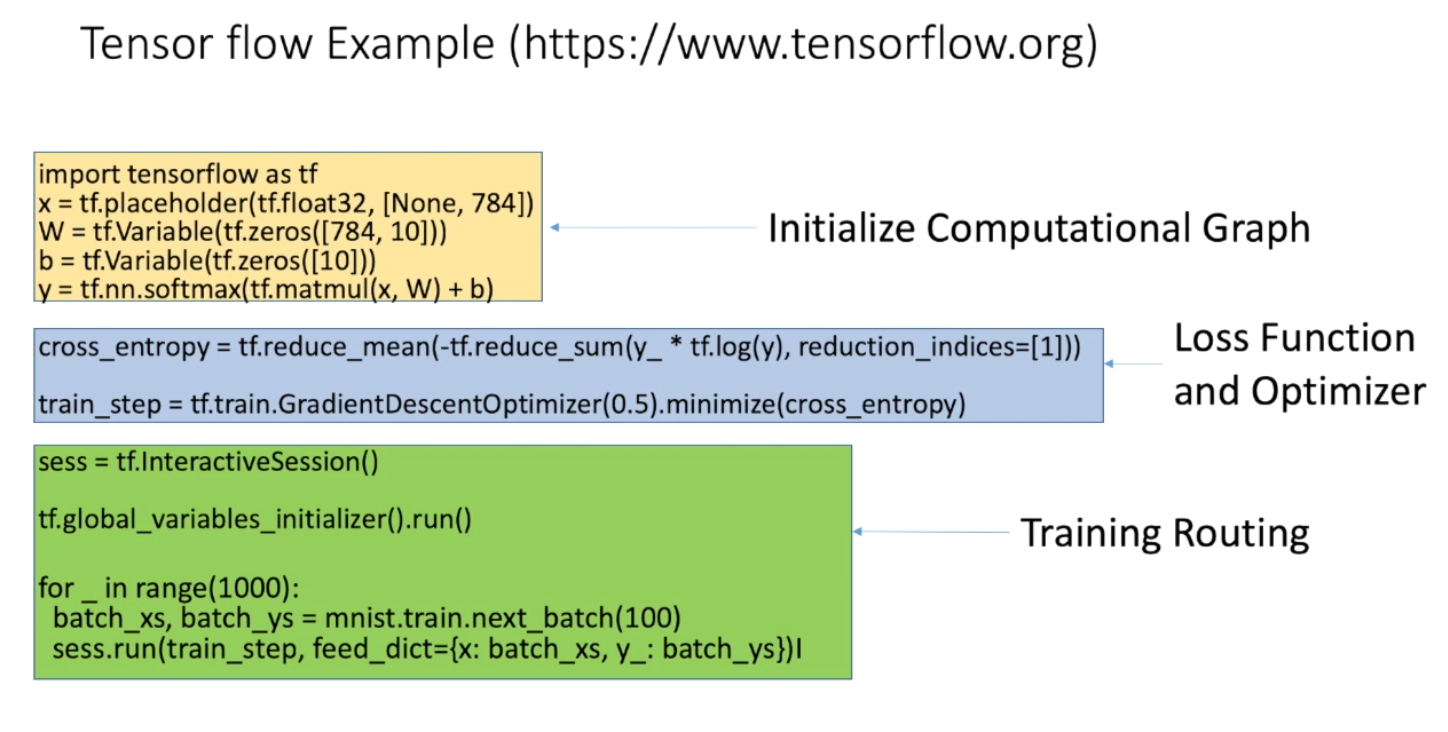 Tensor flow Example (https://www.tensorflow.org)
import tensorflow as tf
x = tf.placeholder(tf.float32, [None, 784])
W = tf.Variable(tf.zeros([784, 10]))
b = tf.Variable(tf.zeros([10]))
y = tf.nn.softmax(tf.matmul(x, W) + b)
Initialize Computational Graph
cross_entropy = tf.reduce_mean(-tf.reduce_sum(y_ * tf.log(y), reduction_indices=[1]))
train_step = tf.train.GradientDescentOptimizer(0.5).minimize(cross_entropy)
Loss Function
and Optimizer
sess = tf.InteractiveSession()
tf.global_variables_initializer().run()
for _ in range(1000):
batch_xs, batch_ys = mnist.train.next_batch(100)
sess.run(train_step, feed_dict={x: batch_xs, y_: batch_ys})
Training Routing